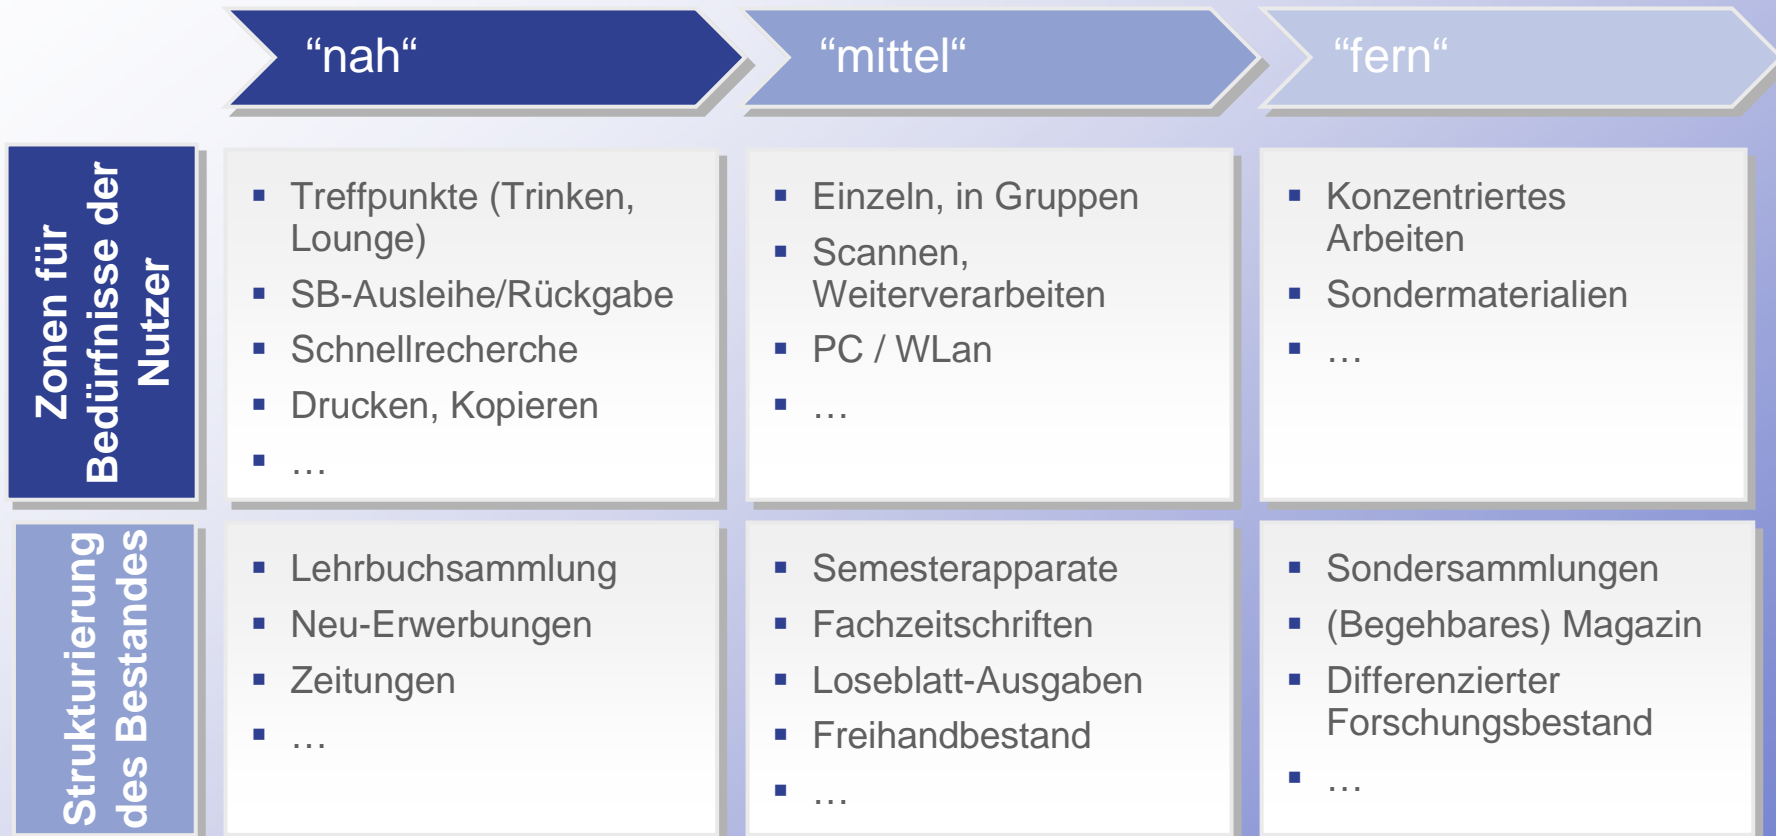 “nah“
“mittel“
“fern“
Zonen für
Bedürfnisse der
Nutzer
▪ Treffpunkte (Trinken,
Lounge)
▪ SB-Ausleihe/Rückgabe
▪ Schnellrecherche
▪ Drucken, Kopieren
▪ …
▪ Einzeln, in Gruppen
▪ Scannen,
Weiterverarbeiten
▪ PC / WLan
▪ …
▪ Konzentriertes
Arbeiten
▪ Sondermaterialien
▪ …
Strukturierung
des Bestandes
▪ Lehrbuchsammlung
▪ Neu-Erwerbungen
▪ Zeitungen
▪ …
▪ Semesterapparate
▪ Fachzeitschriften
▪ Loseblatt-Ausgaben
▪ Freihandbestand
▪ …
▪ Sondersammlungen
▪ (Begehbares) Magazin
▪ Differenzierter
Forschungsbestand
▪ …